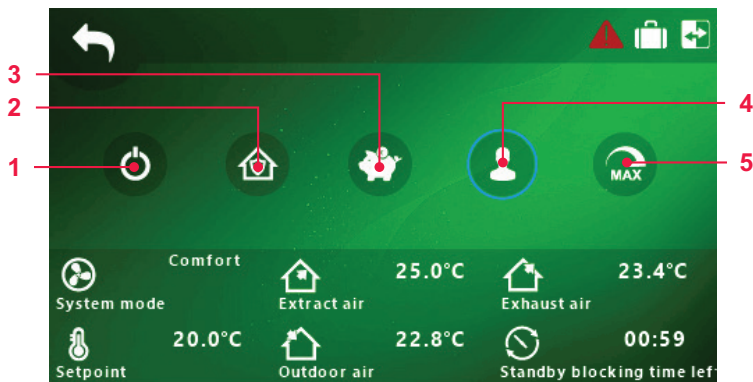 3
2
4
1
5
MAX
Comfort
25.0°C
23.4°C
System mode
Extract air
Exhaust air
20.0°C
22.8°C
00:59
Setpoint
Outdoor air
Standby blocking time lef